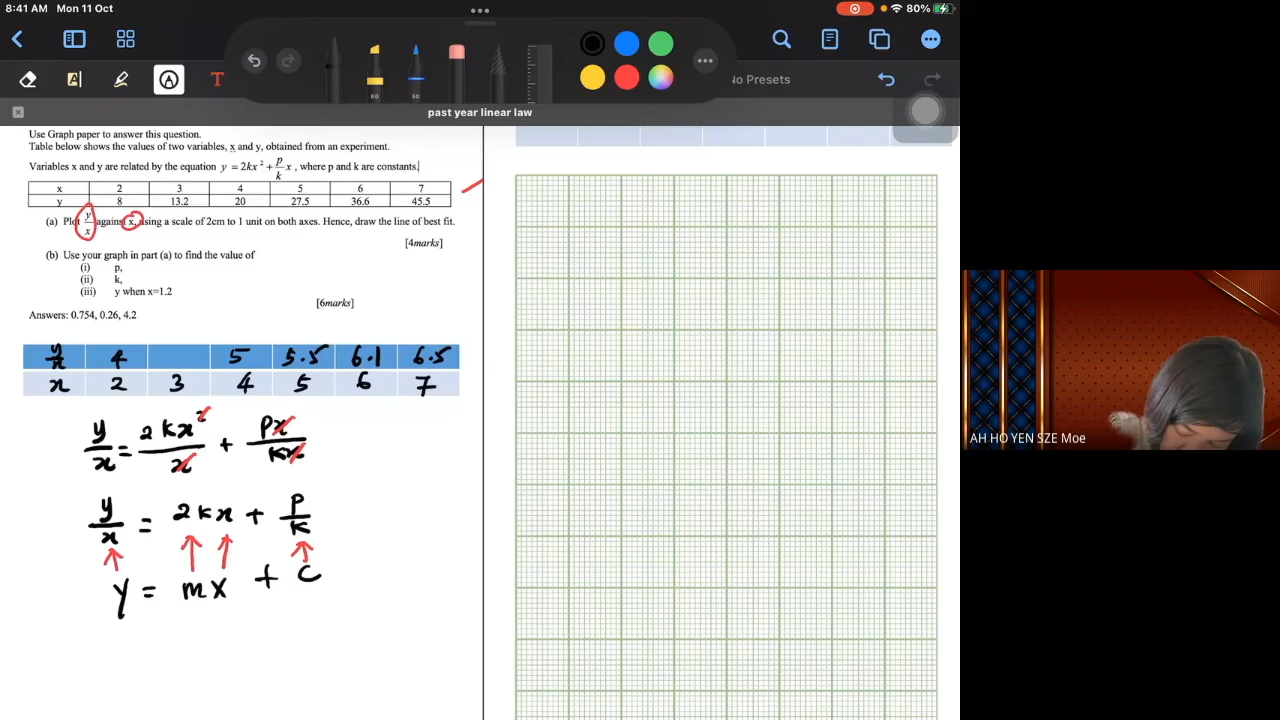 8:41 AM Mon 11 Oct
80%
T
No Presets
80
50
past year linear law
Use Graph paper to answer this question.
Table below shows the values of two variables, x and y, obtained from an experiment.
Variables x and y are related by the equation y = 2kx² + p/k x , where p and k are constants.
x 2 3 4 5 6 7
y 8 13.2 20 27.5 36.6 45.5
(a) Plot y/x against x, using a scale of 2cm to 1 unit on both axes. Hence, draw the line of best fit.
[4marks]
(b) Use your graph in part (a) to find the value of
(i) p,
(ii) k,
(iii) y when x=1.2
[6marks]
Answers: 0.754, 0.26, 4.2
y/x 4 5 5.5 6.1 6.5
x 2 3 4 5 6 7
y/x = 2kx²/x + px/kx
y/x = 2kx + p/k
y = mx + c
AH HO YEN SZE Moe